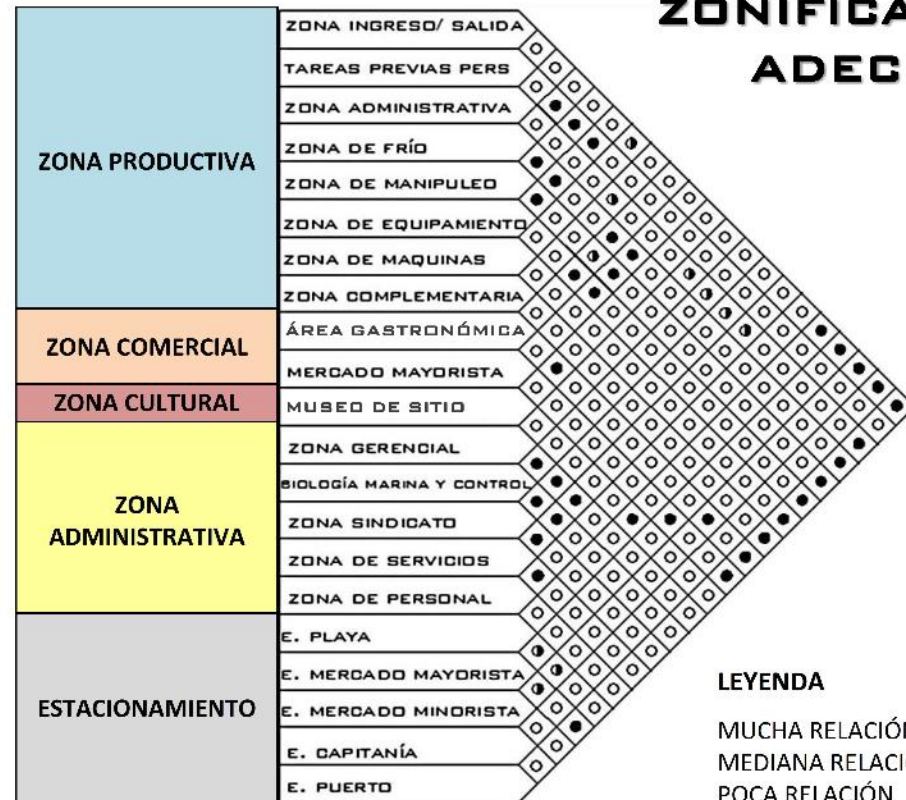 ZONIFICA
ADEC
ZONA PRODUCTIVA
ZONA INGRESO/ SALIDA
TAREAS PREVIAS PERS
ZONA ADMINISTRATIVA
ZONA DE FRÍO
ZONA DE MANIPULEO
ZONA DE EQUIPAMIENTO
ZONA DE MAQUINAS
ZONA COMPLEMENTARIA
ZONA COMERCIAL
ÁREA GASTRONÓMICA
MERCADO MAYORISTA
ZONA CULTURAL
MUSEO DE SITIO
ZONA
ADMINISTRATIVA
ZONA GERENCIAL
BIOLOGÍA MARINA Y CONTROL
ZONA SINDICATO
ZONA DE SERVICIOS
ZONA DE PERSONAL
ESTACIONAMIENTO
E. PLAYA
E. MERCADO MAYORISTA
E. MERCADO MINORISTA
E. CAPITANÍA
E. PUERTO
LEYENDA
MUCHA RELACIÓN
MEDIANA RELACI
POCA RELACIÓN